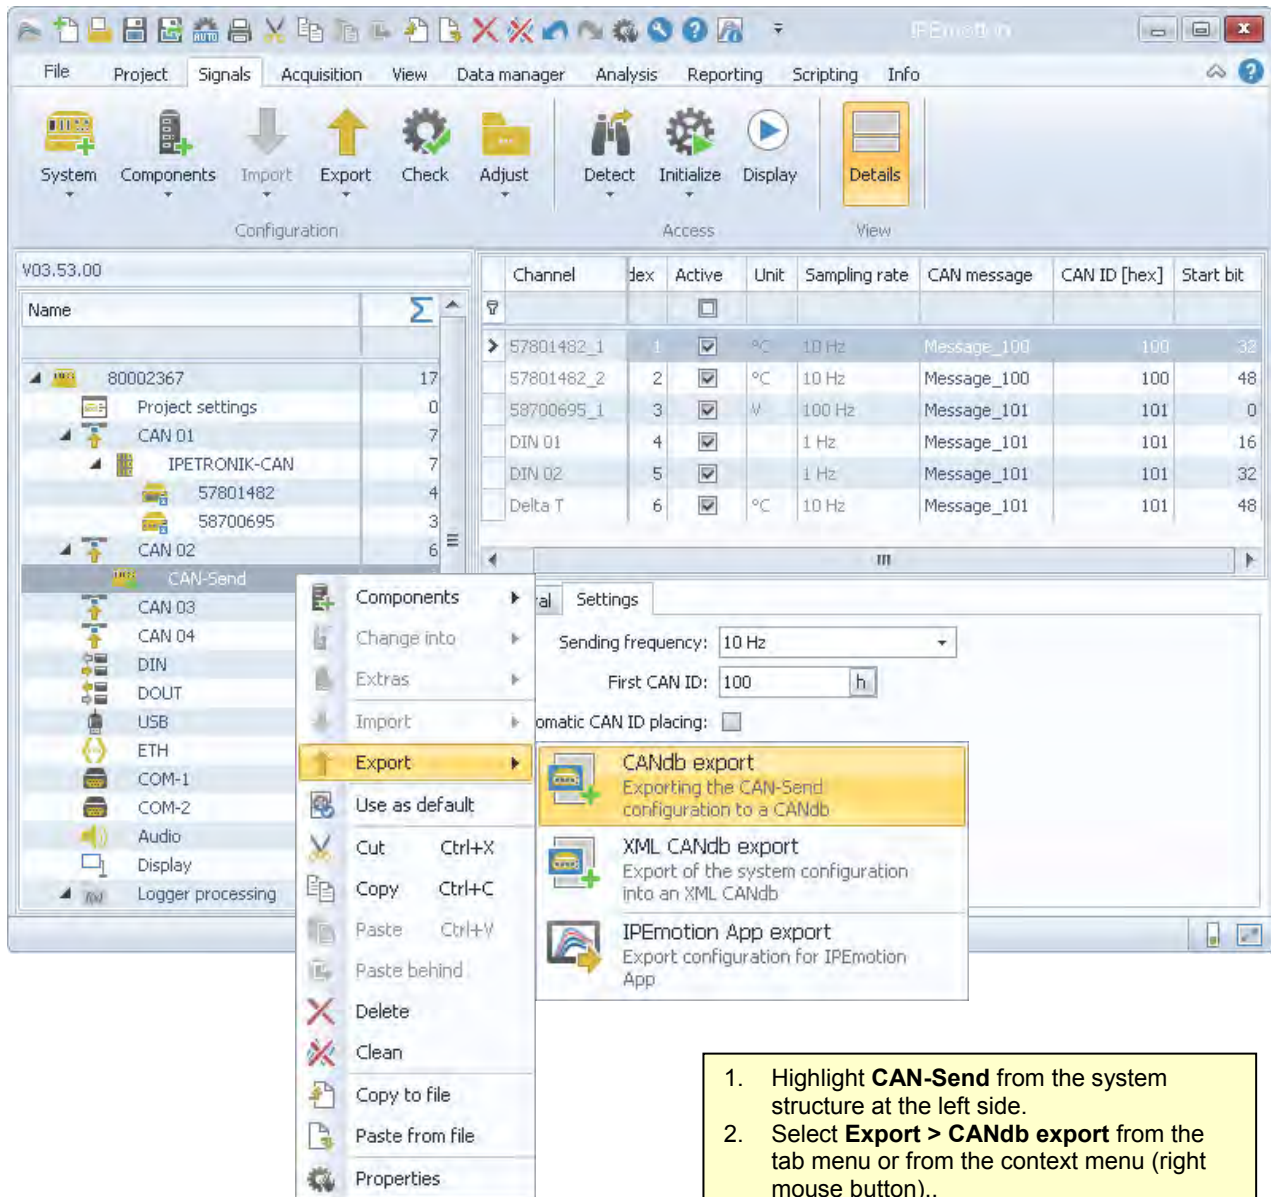 IPEmotion
File Project Signals Acquisition View Data manager Analysis Reporting Scripting Info
System Components Import Export Check Adjust Detect Initialize Display Details
Configuration Access View
V03.53.00
Name
80002367 17
Project settings 0
CAN 01 7
IPETRONIK-CAN 7
57801482 4
58700695 3
CAN 02 6
CAN-Send
CAN 03
CAN 04
DIN
DOUT
USB
ETH
COM-1
COM-2
Audio
Display
f(x) Logger processing
Channel dex Active Unit Sampling rate CAN message CAN ID [hex] Start bit
57801482_1 1 °C 10 Hz Message_100 100 32
57801482_2 2 °C 10 Hz Message_100 100 48
58700695_1 3 V 100 Hz Message_101 101 0
DIN 01 4 1 Hz Message_101 101 16
DIN 02 5 1 Hz Message_101 101 32
Delta T 6 °C 10 Hz Message_101 101 48
al Settings
Sending frequency: 10 Hz
First CAN ID: 100 h
omatic CAN ID placing:
Components
Change into
Extras
Import
Export
Use as default
Cut Ctrl+X
Copy Ctrl+C
Paste Ctrl+V
Paste behind
Delete
Clean
Copy to file
Paste from file
Properties
CANdb export
Exporting the CAN-Send
configuration to a CANdb
XML CANdb export
Export of the system configuration
into an XML CANdb
IPEmotion App export
Export configuration for IPEmotion
App
1. Highlight CAN-Send from the system
structure at the left side.
2. Select Export > CANdb export from the
tab menu or from the context menu (right
mouse button)..